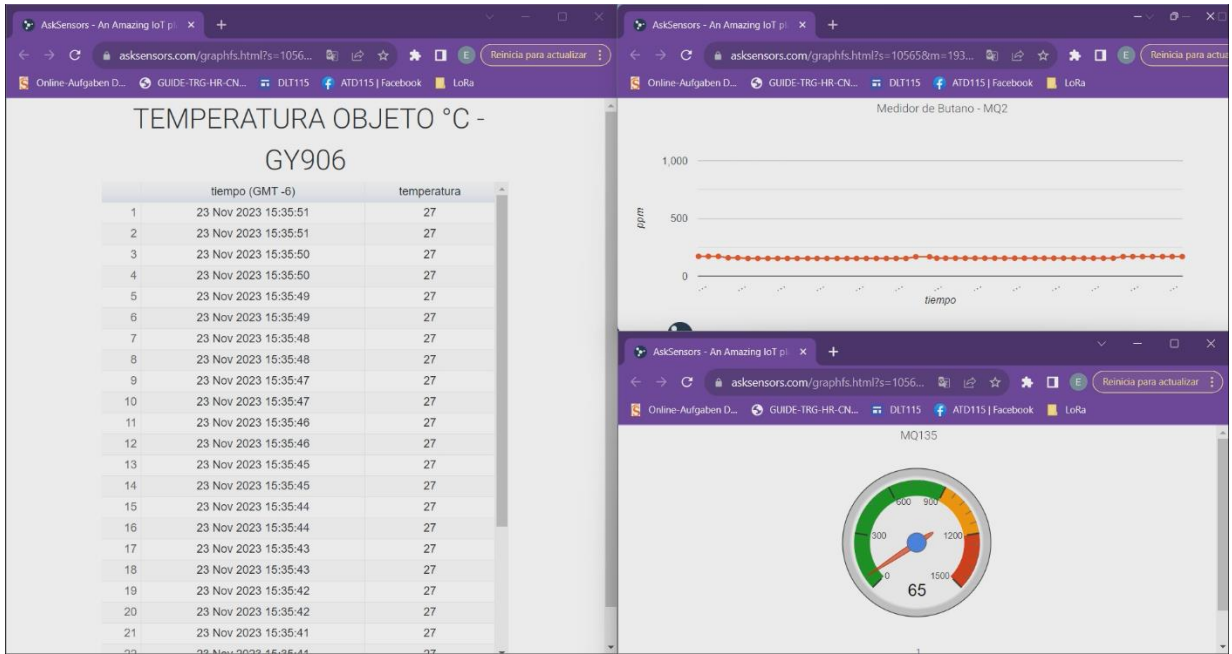 AskSensors - An Amazing IoT pl
asksensors.com/graphfs.html?s=1056...
E
Reinicia para actualizar
Online-Aufgaben D...
GUIDE-TRG-HR-CN...
DLT115
ATD115 | Facebook
LoRa
TEMPERATURA OBJETO °C -
GY906
tiempo (GMT -6) temperatura
1 23 Nov 2023 15:35:51 27
2 23 Nov 2023 15:35:51 27
3 23 Nov 2023 15:35:50 27
4 23 Nov 2023 15:35:50 27
5 23 Nov 2023 15:35:49 27
6 23 Nov 2023 15:35:49 27
7 23 Nov 2023 15:35:48 27
8 23 Nov 2023 15:35:48 27
9 23 Nov 2023 15:35:47 27
10 23 Nov 2023 15:35:47 27
11 23 Nov 2023 15:35:46 27
12 23 Nov 2023 15:35:46 27
13 23 Nov 2023 15:35:45 27
14 23 Nov 2023 15:35:45 27
15 23 Nov 2023 15:35:44 27
16 23 Nov 2023 15:35:44 27
17 23 Nov 2023 15:35:43 27
18 23 Nov 2023 15:35:43 27
19 23 Nov 2023 15:35:42 27
20 23 Nov 2023 15:35:42 27
21 23 Nov 2023 15:35:41 27
22 23 Nov 2023 15:35:41 27
AskSensors - An Amazing IoT pl
asksensors.com/graphfs.html?s=10565&m=193...
E
Reinicia para actua
Online-Aufgaben D...
GUIDE-TRG-HR-CN...
DLT115
ATD115 | Facebook
LoRa
Medidor de Butano - MQ2
1,000
ppm
500
0
tiempo
AskSensors - An Amazing IoT pl
asksensors.com/graphfs.html?s=1056...
E
Reinicia para actualizar
Online-Aufgaben D...
GUIDE-TRG-HR-CN...
DLT115
ATD115 | Facebook
LoRa
MQ135
600 900
300 1200
0 1500
65
1